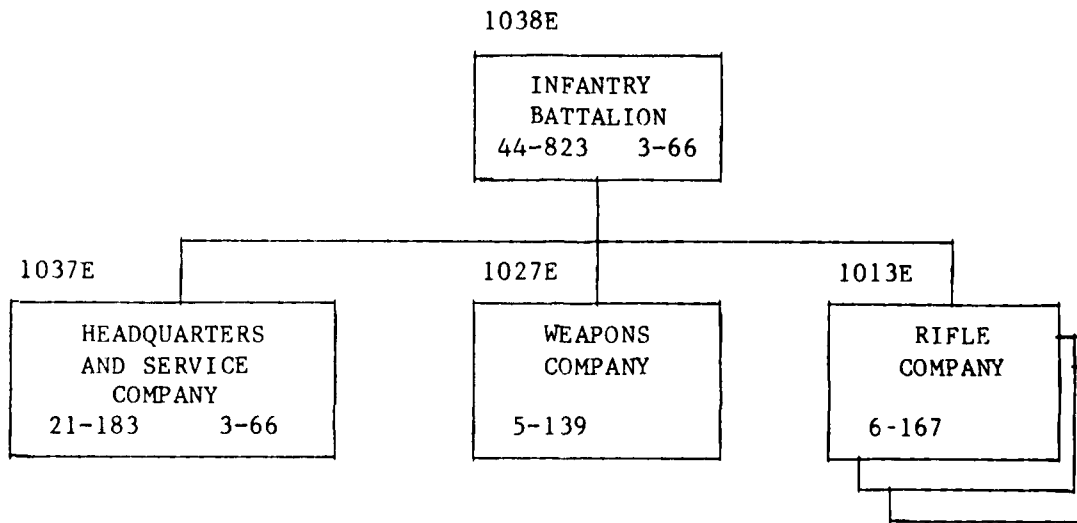 1038E
INFANTRY
BATTALION
44-823 3-66
1037E
HEADQUARTERS
AND SERVICE
COMPANY
21-183 3-66
1027E
WEAPONS
COMPANY
5-139
1013E
RIFLE
COMPANY
6-167